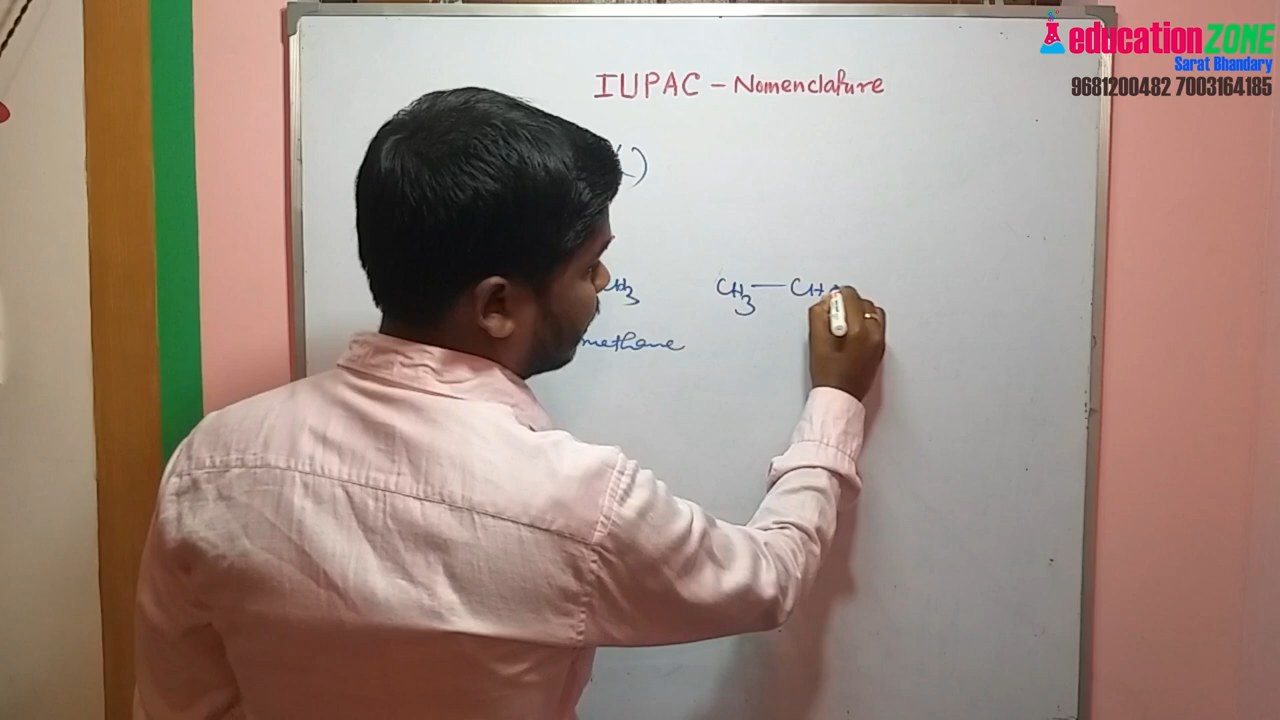 educationZONE
Sarat Bhandary
9681200482 7003164185
IUPAC - Nomenclature
CH3 — CH
methane